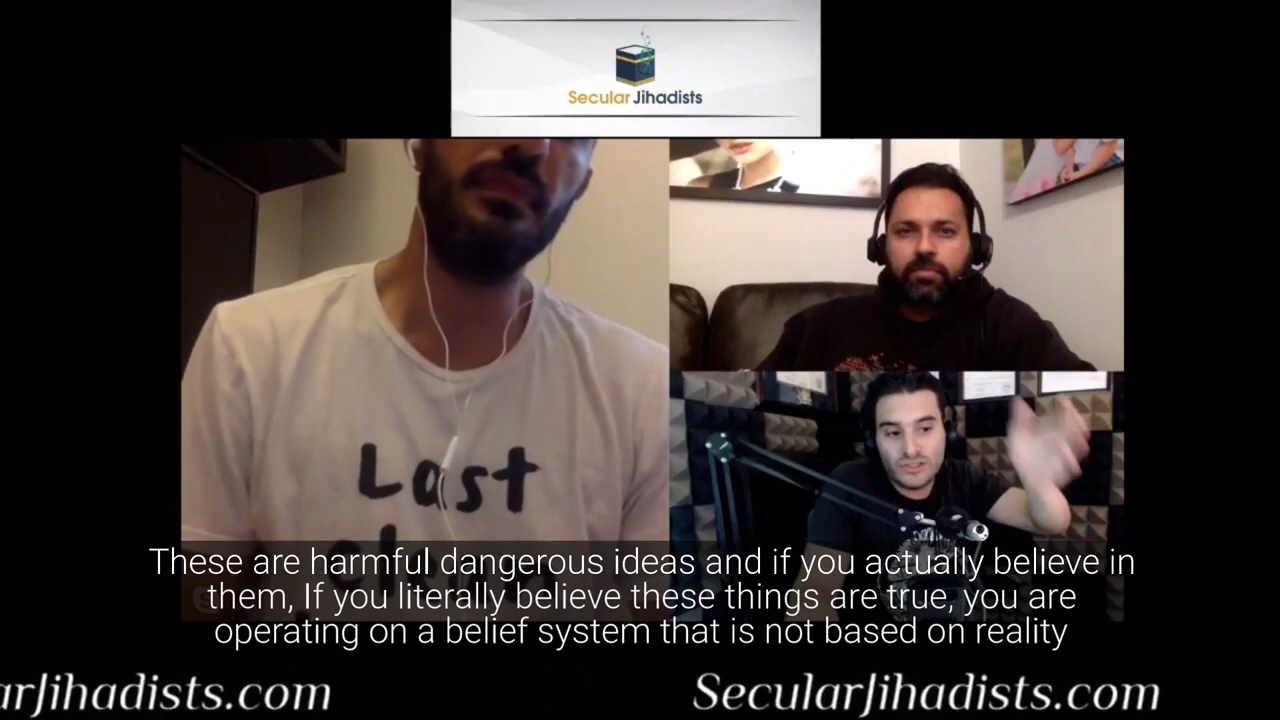 Secular Jihadists
Last
These are harmful dangerous ideas and if you actually believe in
them, If you literally believe these things are true, you are
operating on a belief system that is not based on reality
arJihadists.com
SecularJihadists.com